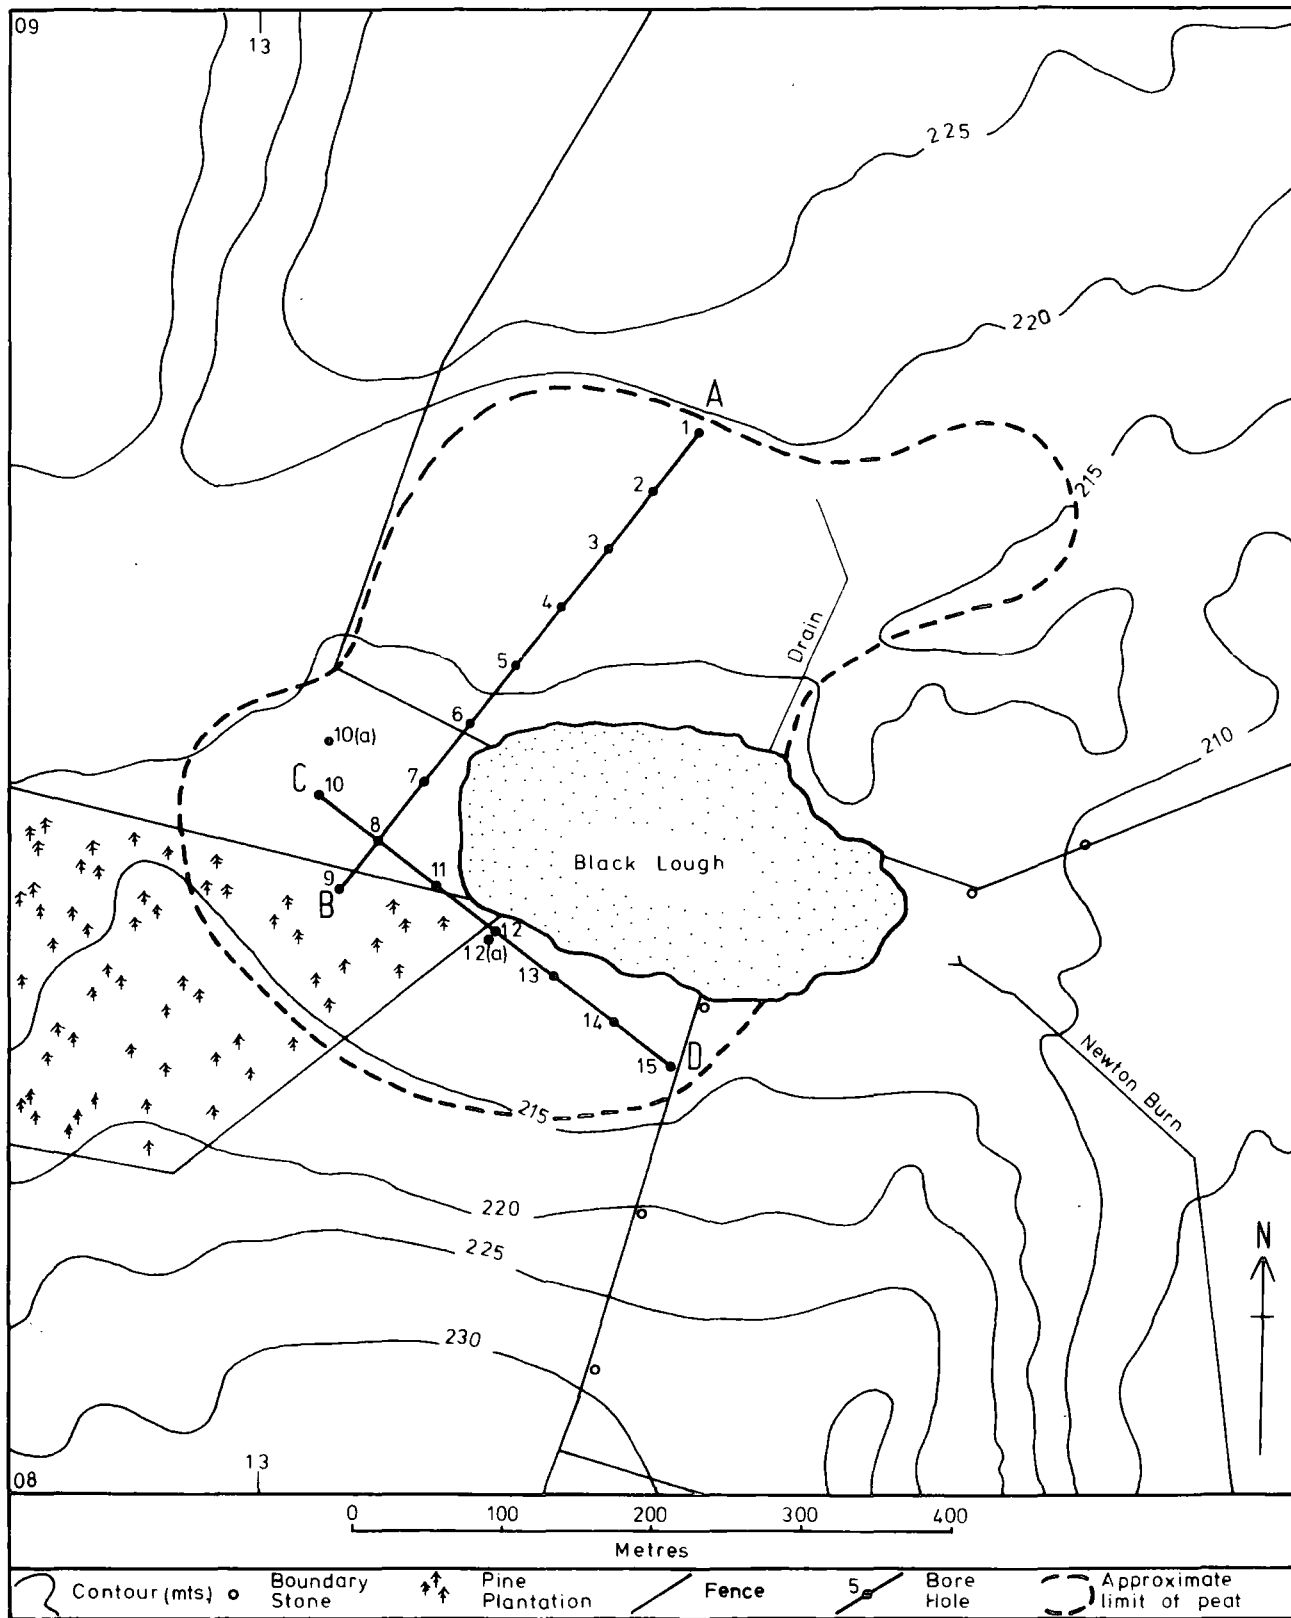 09
13
225
220
A
1
2
215
3
4
Drain
5
6
10(a)
210
C
10
7
8
Black Lough
11
9
B
12
12(a)
13
14
15
D
Newton Burn
215
220
225
N
230
13
08
0 100 200 300 400
Metres
Contour (mts.)
Boundary
Stone
Pine
Plantation
Fence
5
Bore
Hole
Approximate
limit of peat